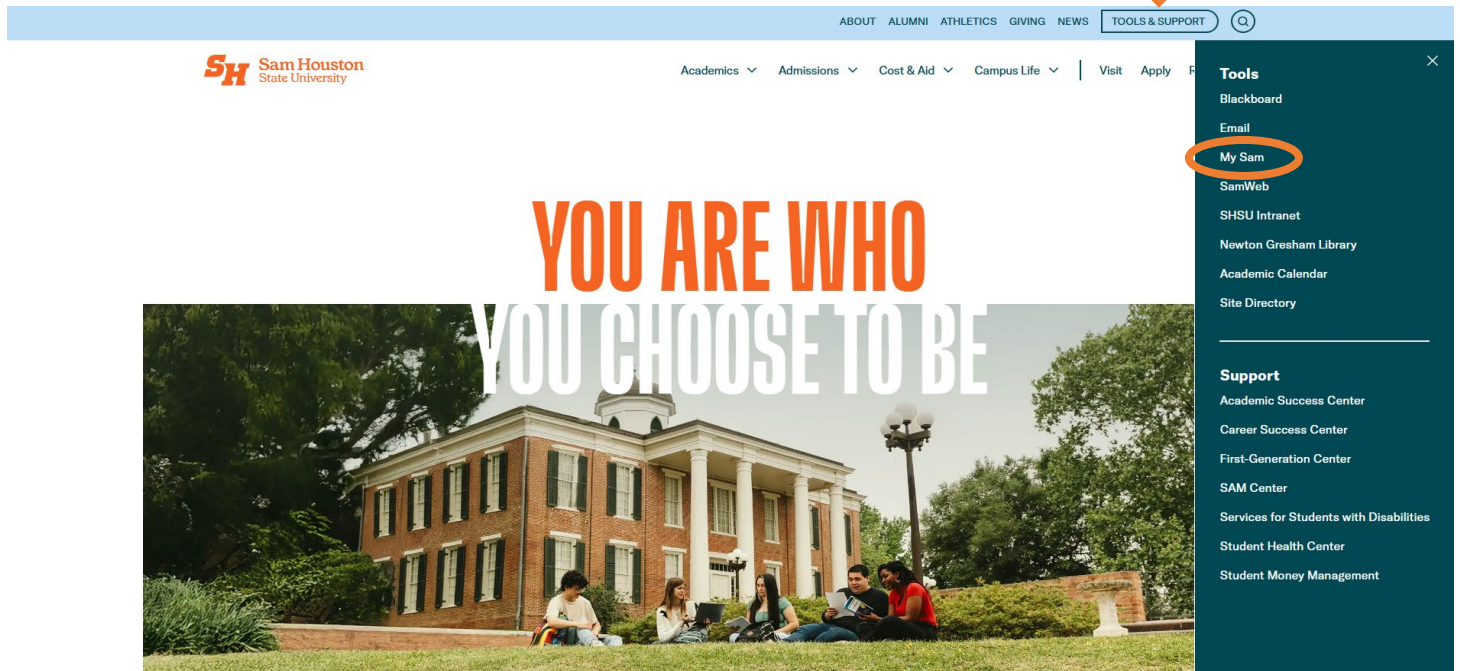 ABOUT ALUMNI ATHLETICS GIVING NEWS TOOLS & SUPPORT
SH Sam Houston
State University
Academics Admissions Cost & Aid Campus Life Visit Apply
YOU ARE WHO
YOU CHOOSE TO BE
Tools
Blackboard
Email
My Sam
SamWeb
SHSU Intranet
Newton Gresham Library
Academic Calendar
Site Directory
Support
Academic Success Center
Career Success Center
First-Generation Center
SAM Center
Services for Students with Disabilities
Student Health Center
Student Money Management